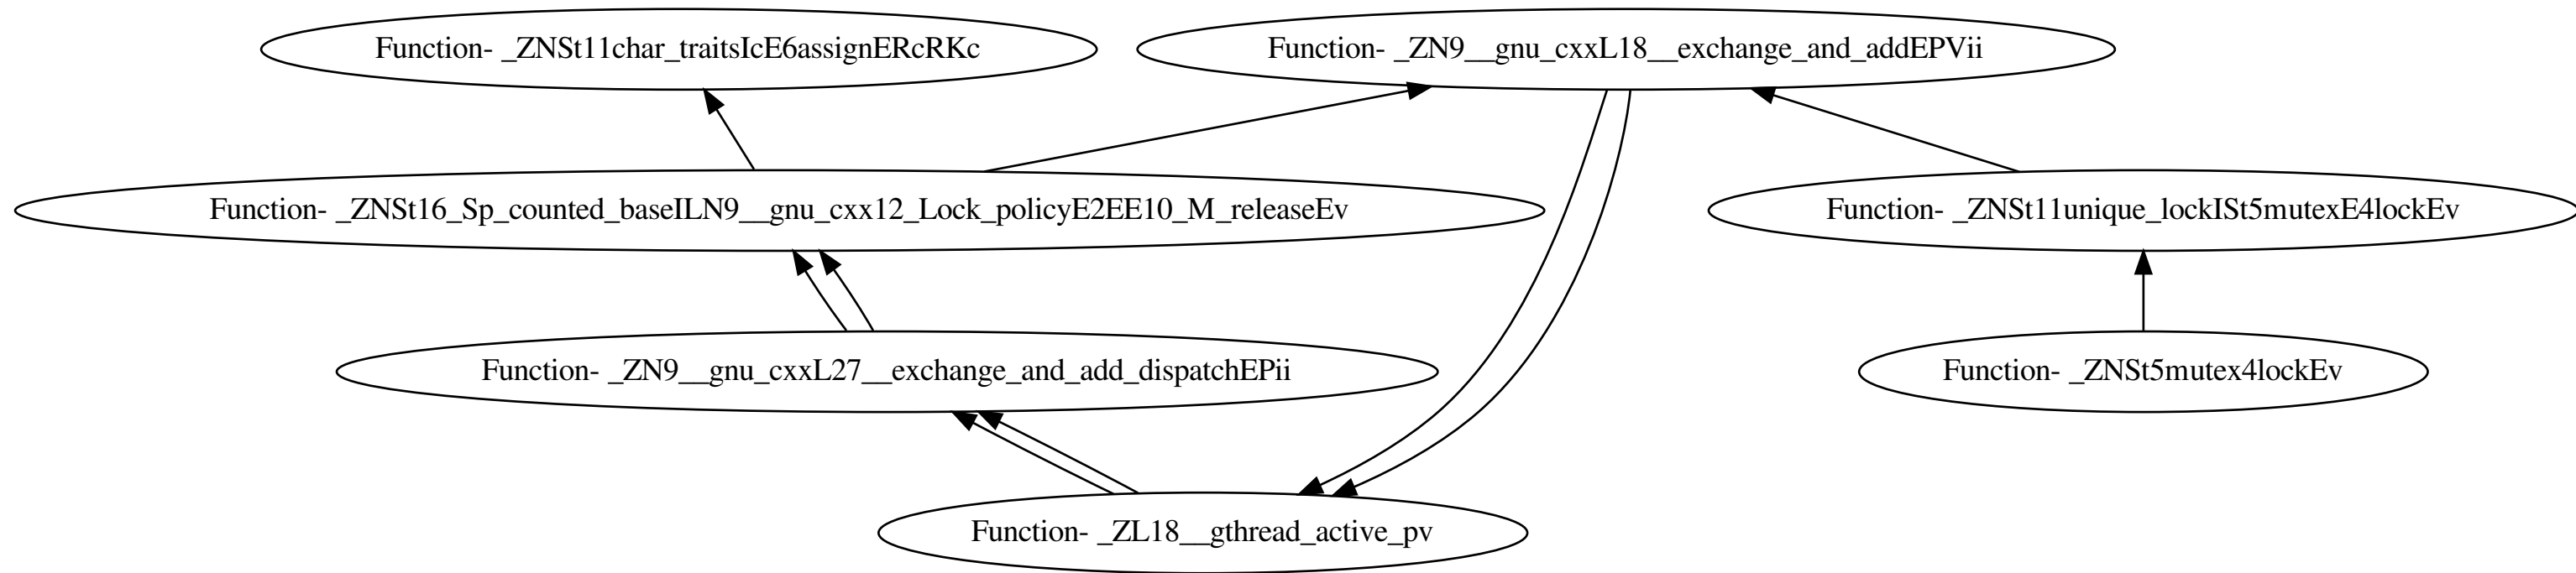 Function- _ZNSt11char_traitsIcE6assignERcRKc
Function- _ZN9__gnu_cxxL18__exchange_and_addEPVii
Function- _ZNSt16_Sp_counted_baseILN9__gnu_cxx12_Lock_policyE2EE10_M_releaseEv
Function- _ZNSt11unique_lockISt5mutexE4lockEv
Function- _ZN9__gnu_cxxL27__exchange_and_add_dispatchEPii
Function- _ZNSt5mutex4lockEv
Function- _ZL18__gthread_active_pv